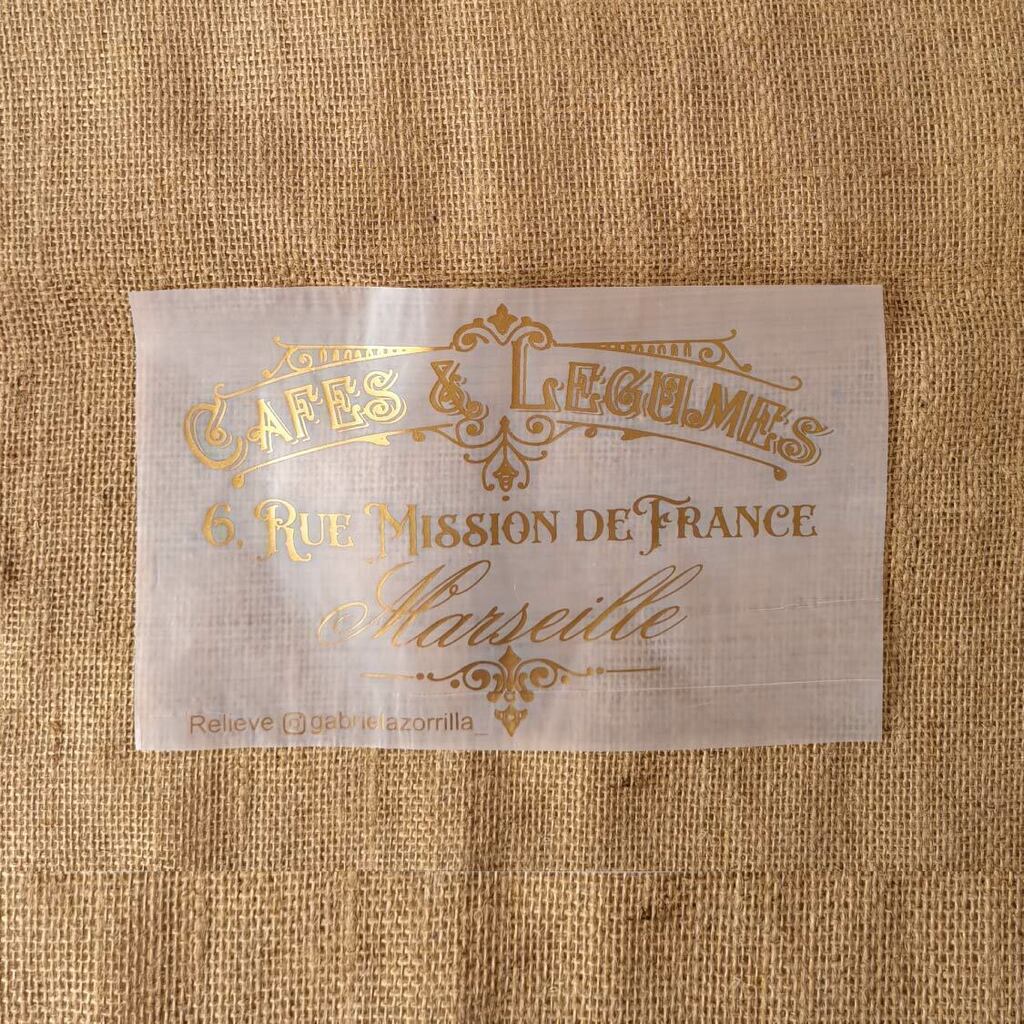 CAFES & LEGUMES
6, RUE MISSION DE FRANCE
Marseille
Relieve gabrielazorrilla_